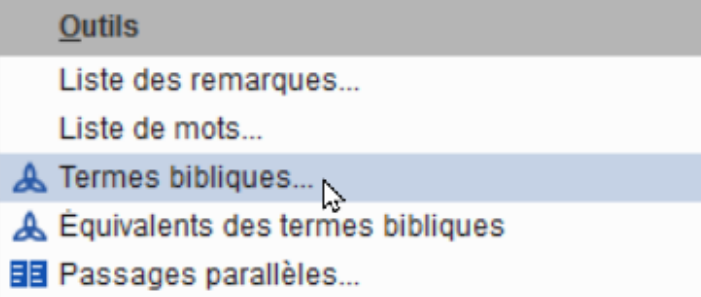 Outils
Liste des remarques...
Liste de mots...
Termes bibliques...
Équivalents des termes bibliques
Passages parallèles...